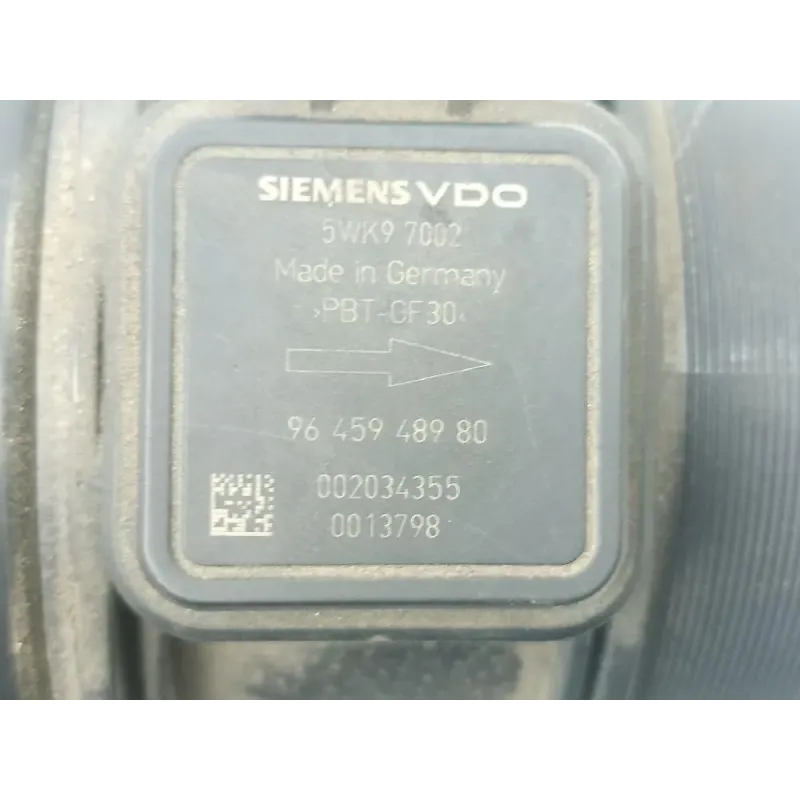 SIEMENS VDO
5WK9 7002
Made in Germany
›PBT-GF30‹
96 459 489 80
002034355
0013798